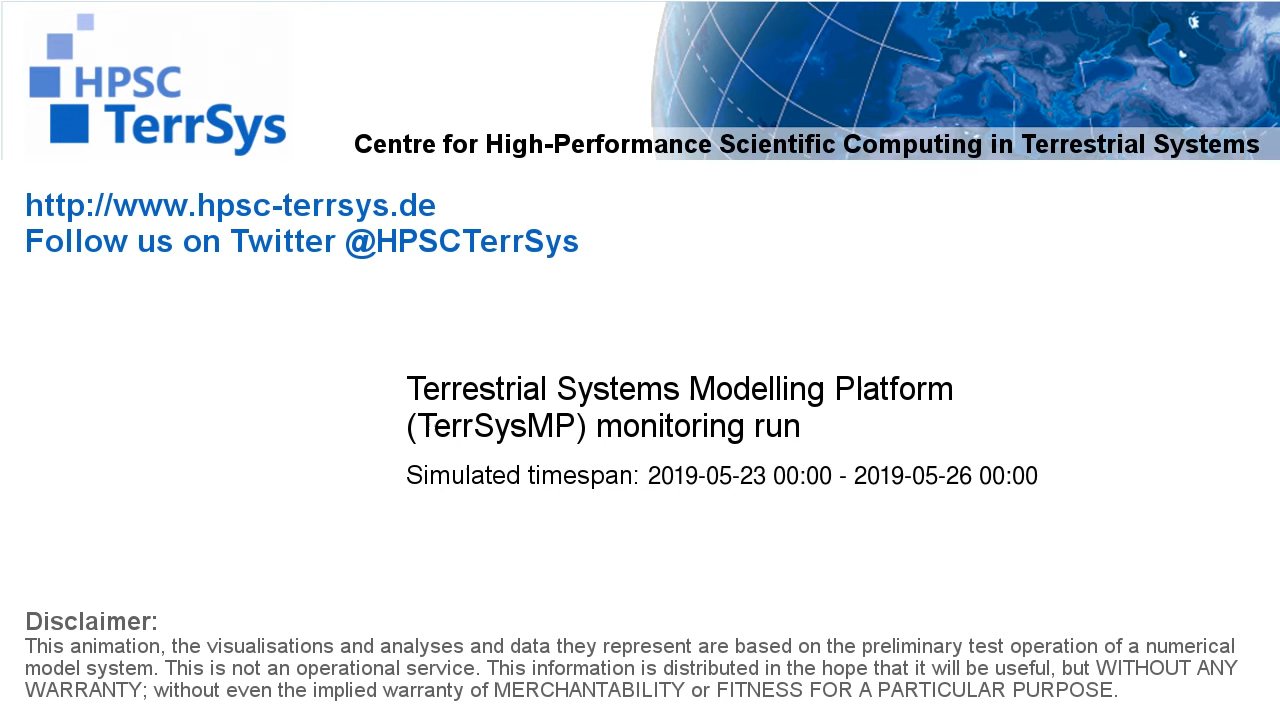 HPSC
TerrSys
Centre for High-Performance Scientific Computing in Terrestrial Systems
http://www.hpsc-terrsys.de
Follow us on Twitter @HPSCTerrSys
Terrestrial Systems Modelling Platform
(TerrSysMP) monitoring run
Simulated timespan: 2019-05-23 00:00 - 2019-05-26 00:00
Disclaimer:
This animation, the visualisations and analyses and data they represent are based on the preliminary test operation of a numerical
model system. This is not an operational service. This information is distributed in the hope that it will be useful, but WITHOUT ANY
WARRANTY; without even the implied warranty of MERCHANTABILITY or FITNESS FOR A PARTICULAR PURPOSE.